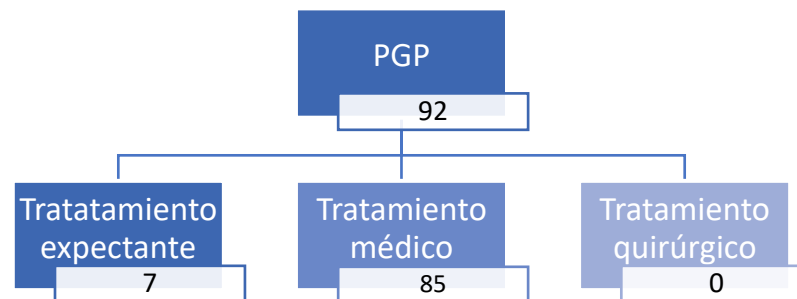 PGP
92
Tratatamiento
expectante
7
Tratamiento
médico
85
Tratamiento
quirúrgico
0